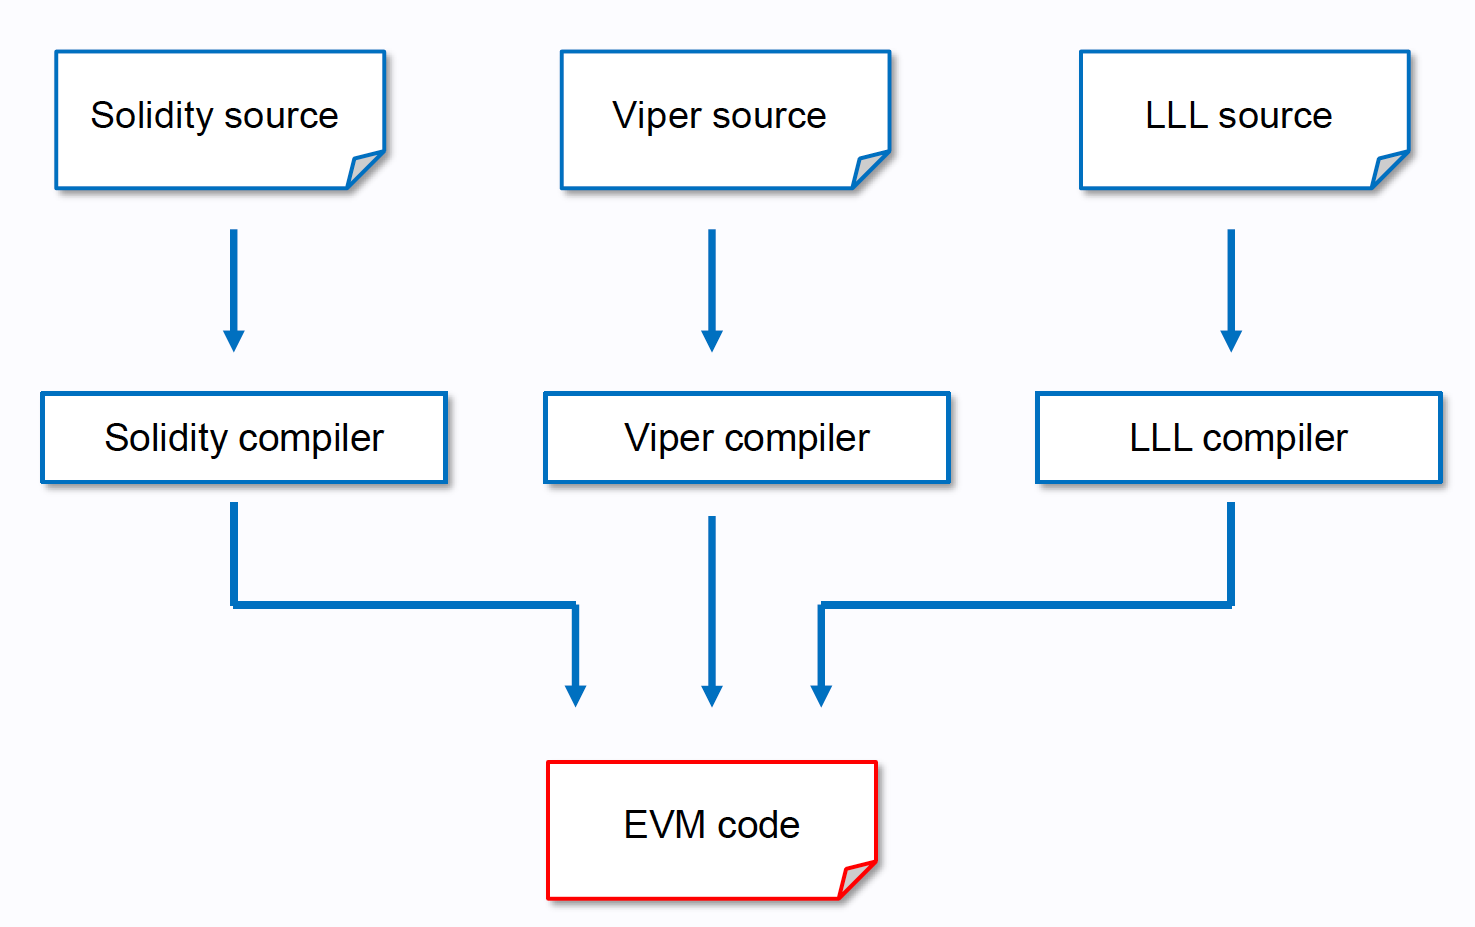 Solidity source
Viper source
LLL source
Solidity compiler
Viper compiler
LLL compiler
EVM code